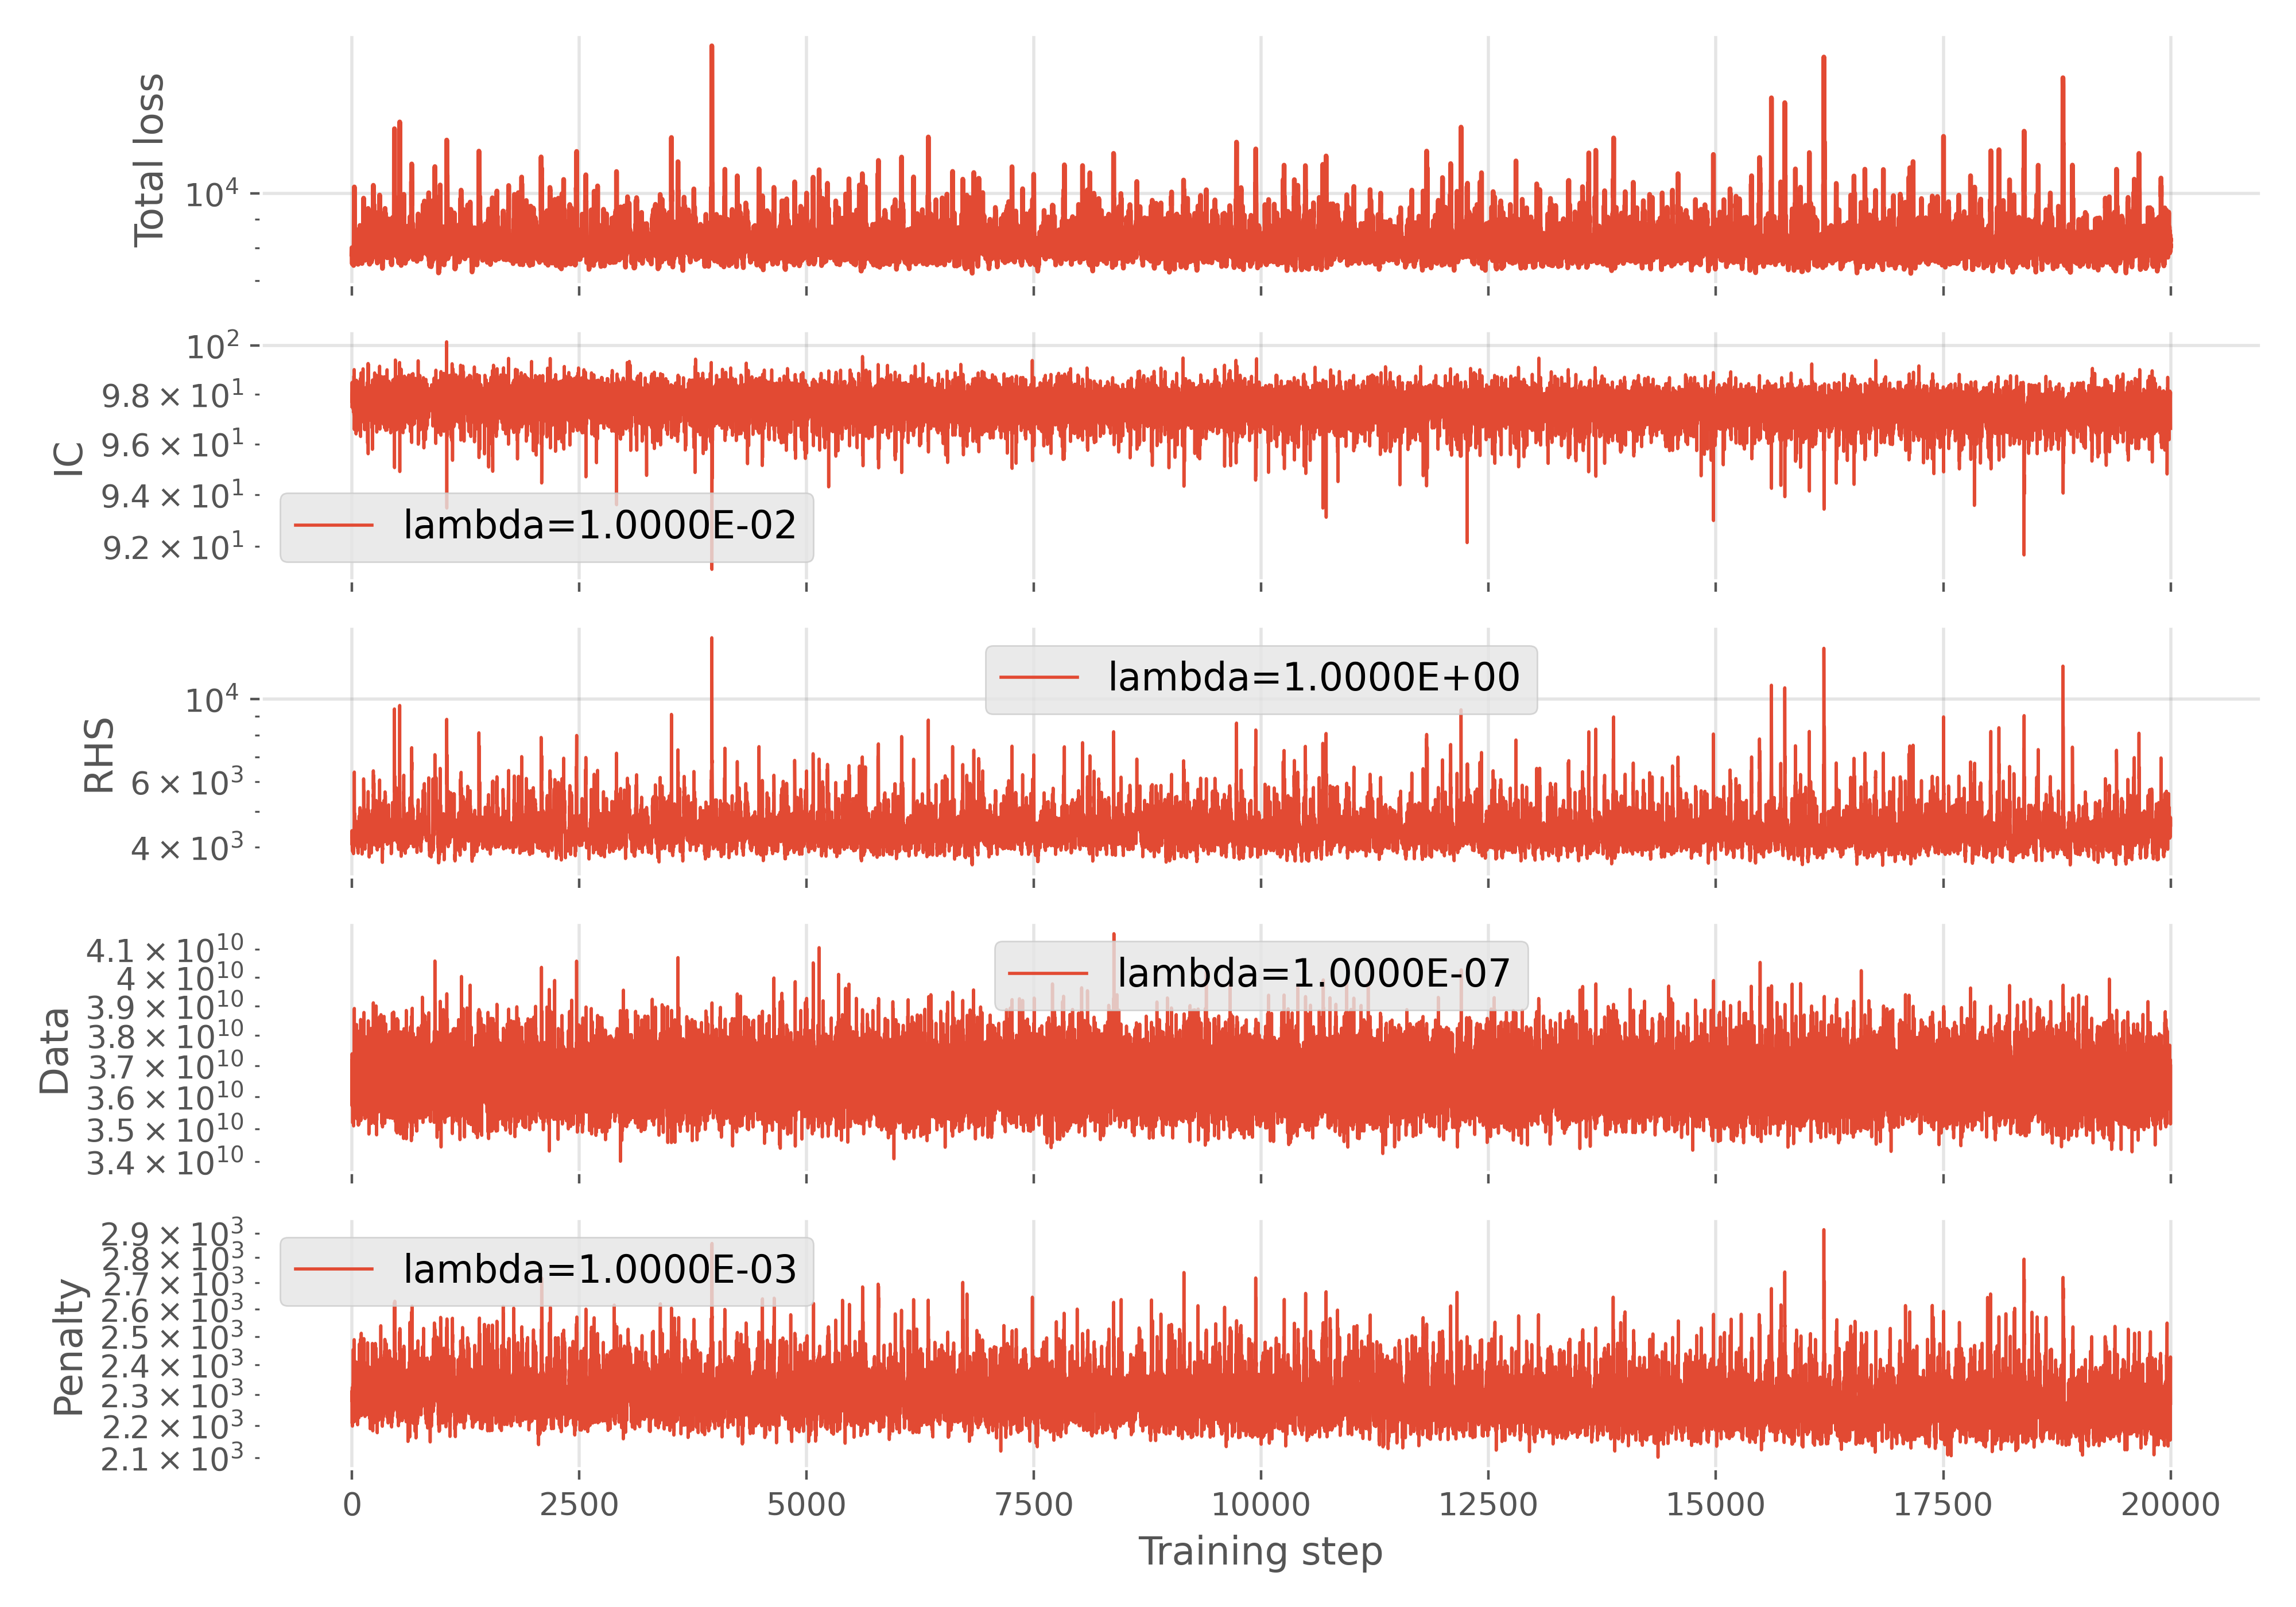 Total loss
10^4
IC
10^2
9.8 × 10^1
9.6 × 10^1
9.4 × 10^1
9.2 × 10^1
lambda=1.0000E-02
RHS
10^4
6 × 10^3
4 × 10^3
lambda=1.0000E+00
Data
4.1 × 10^10
4 × 10^10
3.9 × 10^10
3.8 × 10^10
3.7 × 10^10
3.6 × 10^10
3.5 × 10^10
3.4 × 10^10
lambda=1.0000E-07
Penalty
2.9 × 10^3
2.8 × 10^3
2.7 × 10^3
2.6 × 10^3
2.5 × 10^3
2.4 × 10^3
2.3 × 10^3
2.2 × 10^3
2.1 × 10^3
lambda=1.0000E-03
0 2500 5000 7500 10000 12500 15000 17500 20000
Training step